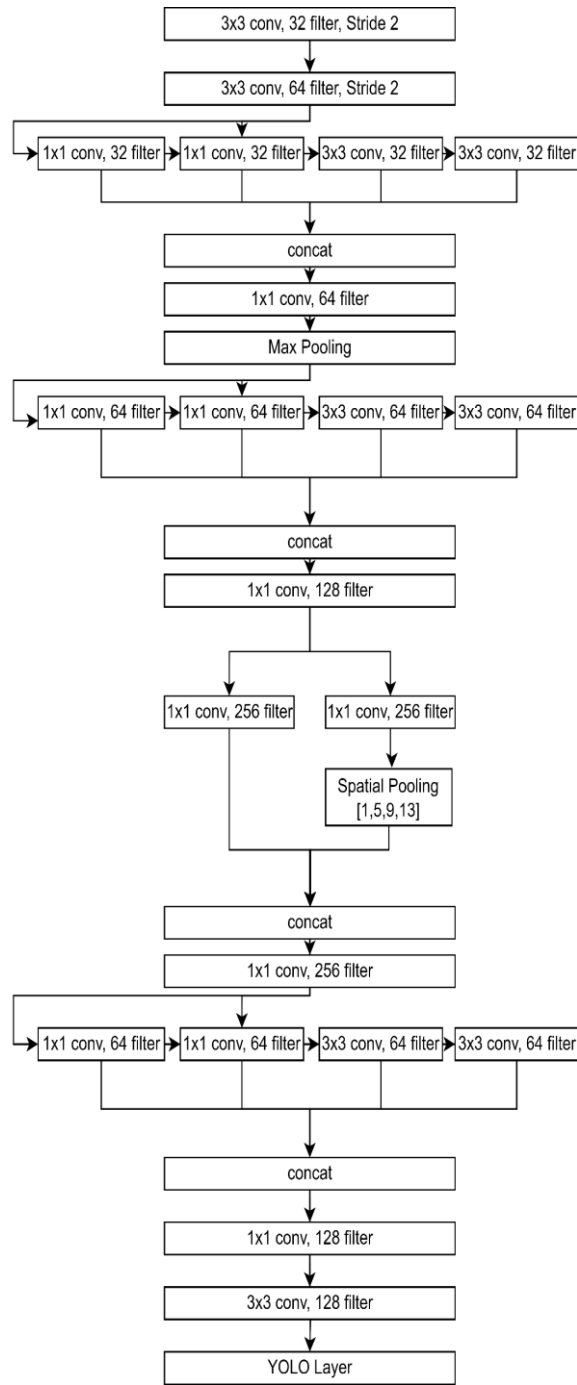 3x3 conv, 32 filter, Stride 2
3x3 conv, 64 filter, Stride 2
1x1 conv, 32 filter
1x1 conv, 32 filter
3x3 conv, 32 filter
3x3 conv, 32 filter
concat
1x1 conv, 64 filter
Max Pooling
1x1 conv, 64 filter
1x1 conv, 64 filter
3x3 conv, 64 filter
3x3 conv, 64 filter
concat
1x1 conv, 128 filter
1x1 conv, 256 filter
1x1 conv, 256 filter
Spatial Pooling
[1,5,9,13]
concat
1x1 conv, 256 filter
1x1 conv, 64 filter
1x1 conv, 64 filter
3x3 conv, 64 filter
3x3 conv, 64 filter
concat
1x1 conv, 128 filter
3x3 conv, 128 filter
YOLO Layer